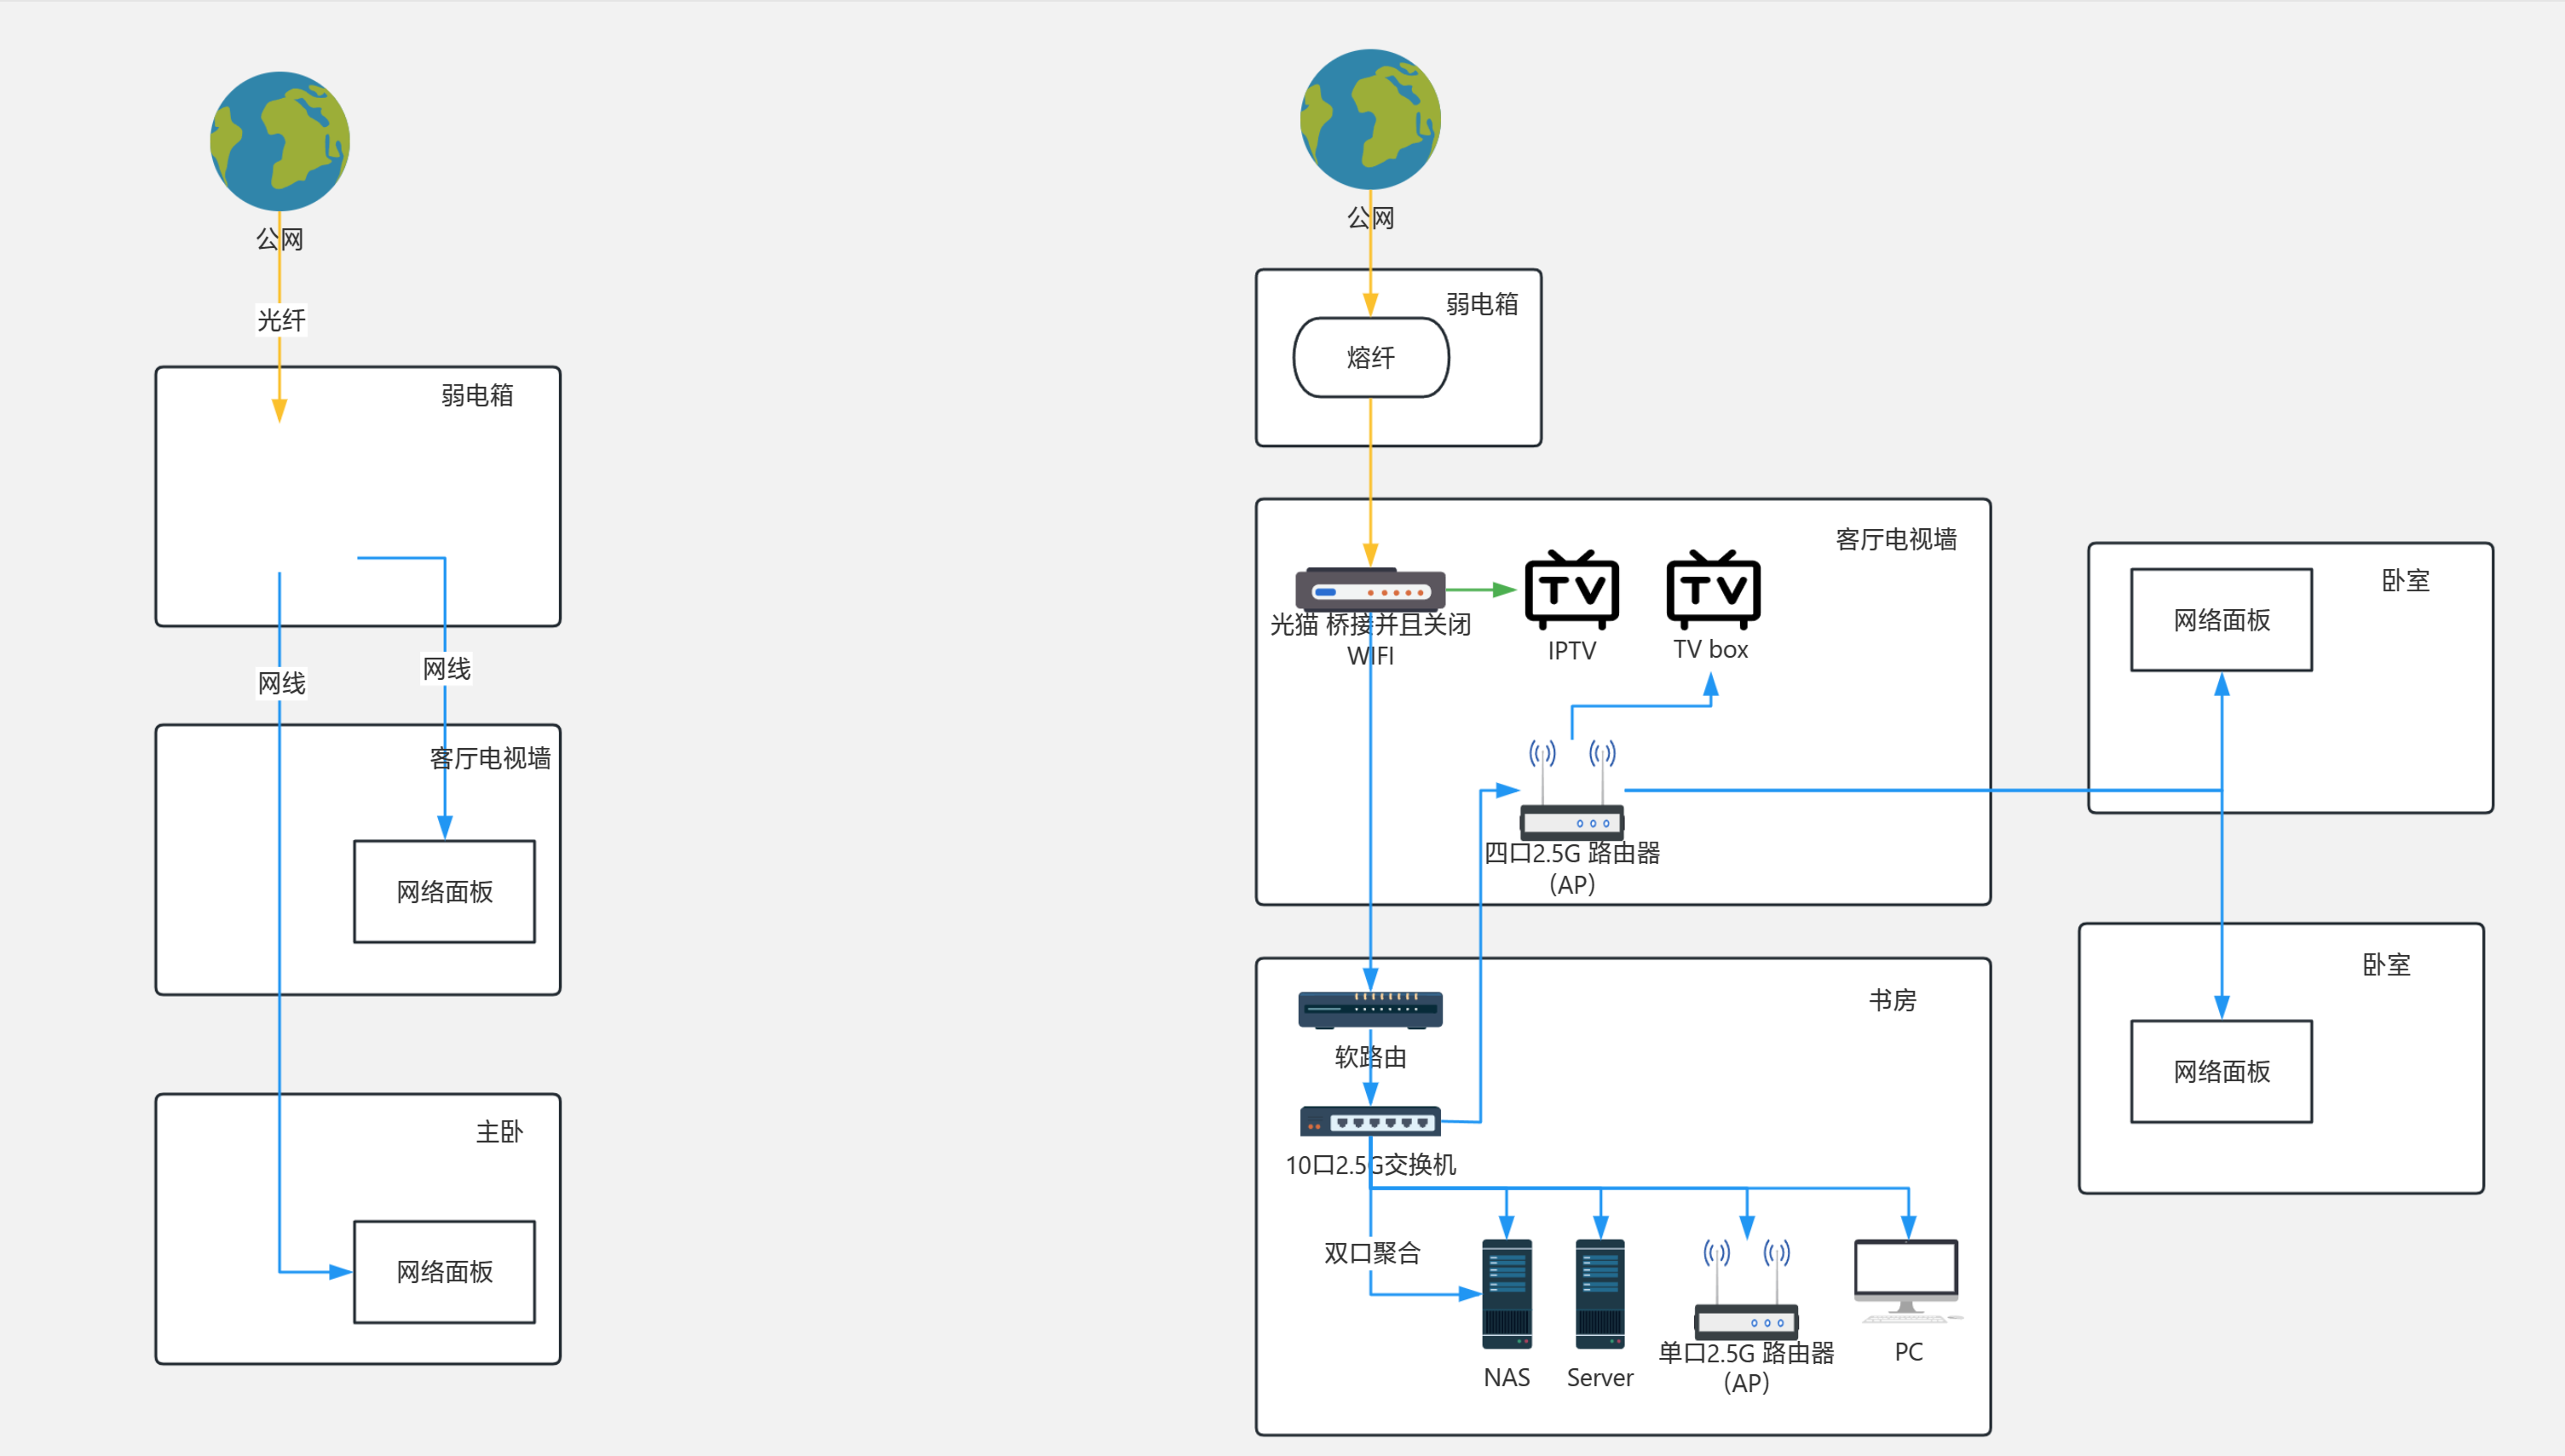 公网
光纤
弱电箱
网线
网线
客厅电视墙
网络面板
主卧
网络面板
公网
弱电箱
熔纤
客厅电视墙
TV
TV
光猫 桥接并且关闭
WIFI
IPTV
TV box
四口2.5G 路由器
(AP)
卧室
网络面板
卧室
网络面板
书房
软路由
10口2.5G交换机
双口聚合
NAS
Server
单口2.5G 路由器
(AP)
PC